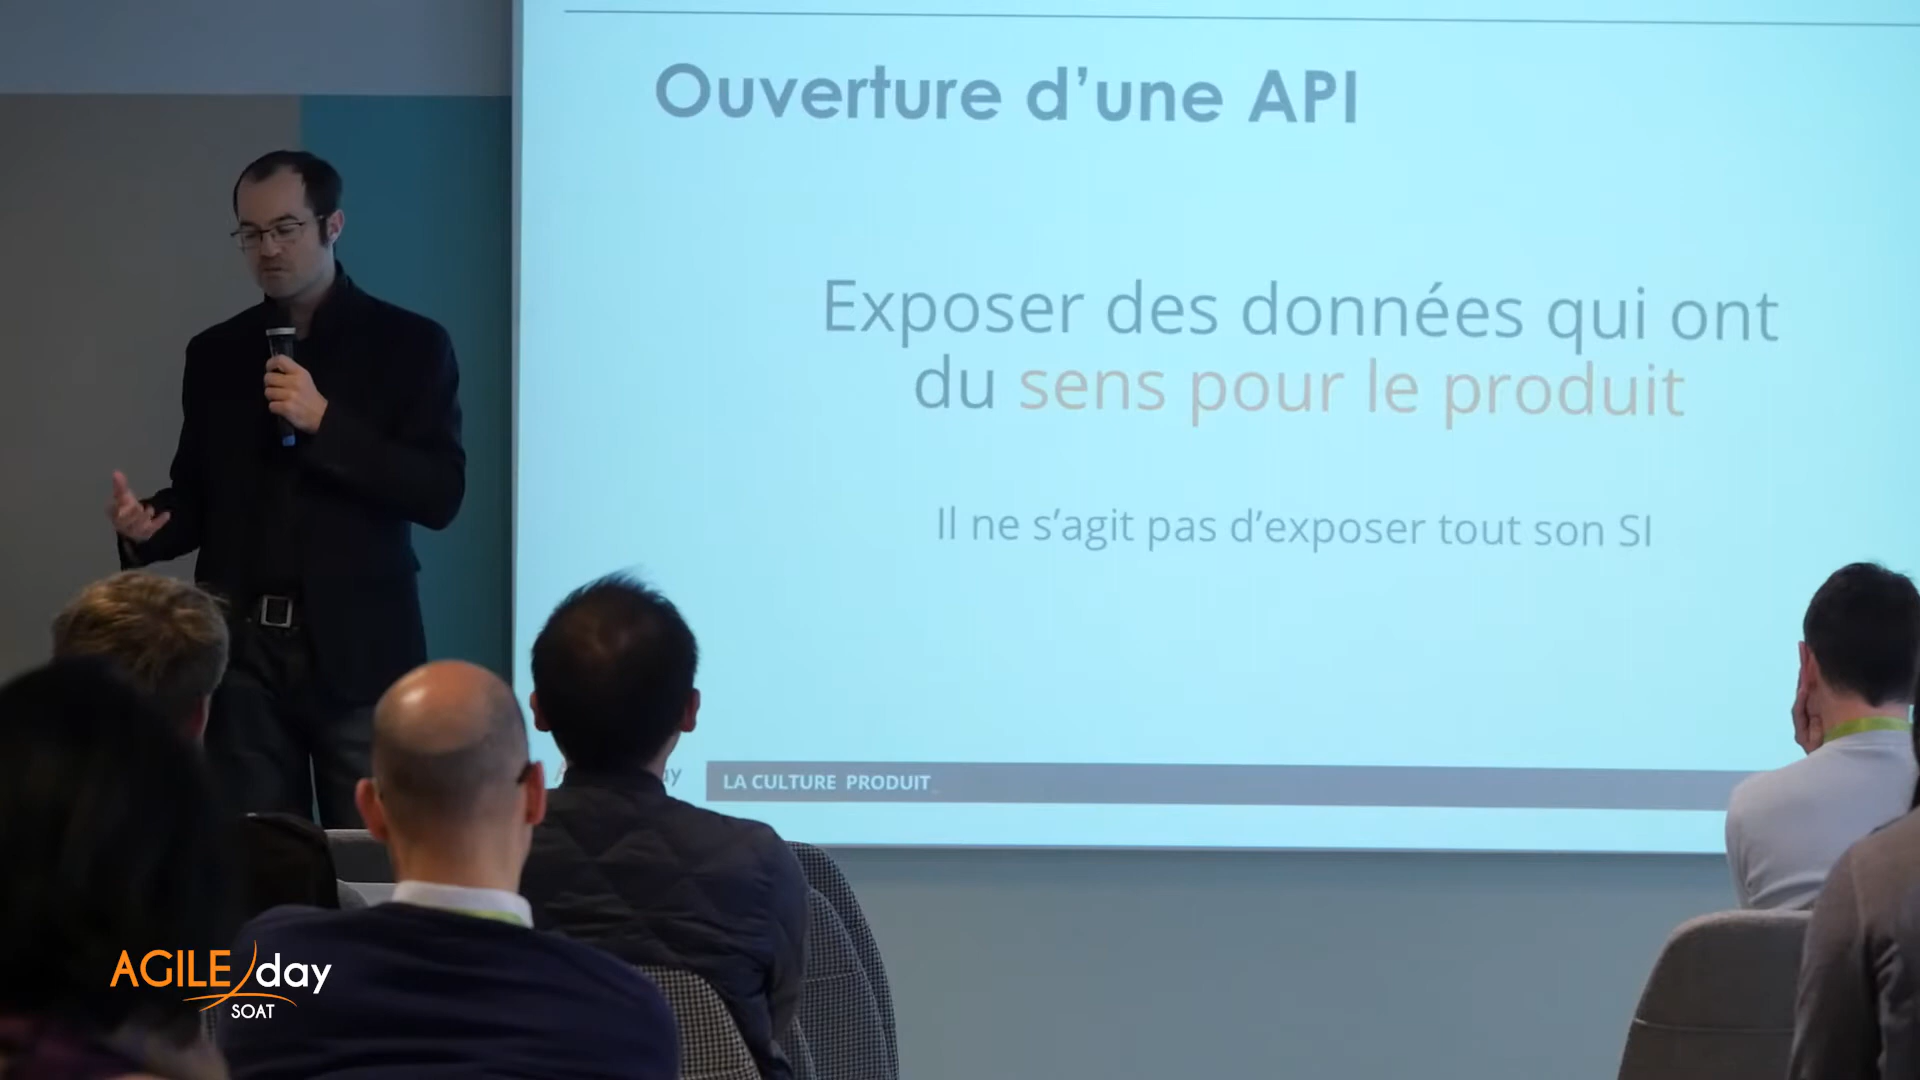 Ouverture d’une API
Exposer des données qui ont
du sens pour le produit
Il ne s’agit pas d’exposer tout son SI
LA CULTURE PRODUIT
AGILE day
SOAT